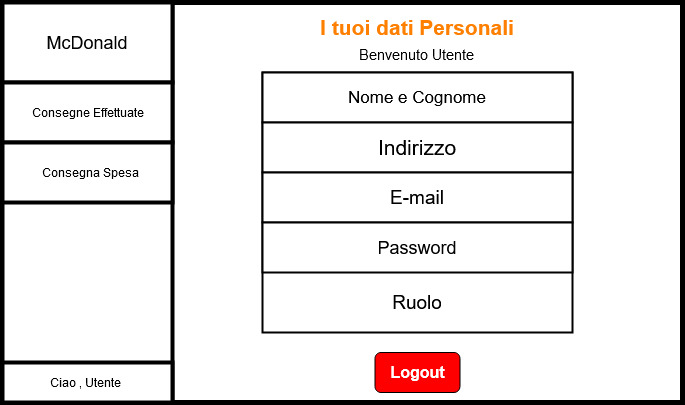 McDonald
Consegne Effettuate
Consegna Spesa
Ciao , Utente
I tuoi dati Personali
Benvenuto Utente
Nome e Cognome
Indirizzo
E-mail
Password
Ruolo
Logout